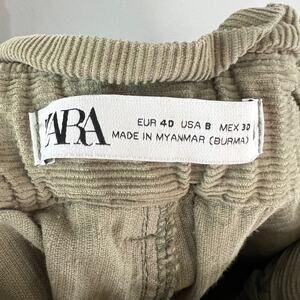 ZARA
EUR 40 USA 8 MEX 30
MADE IN MYANMAR (BURMA)